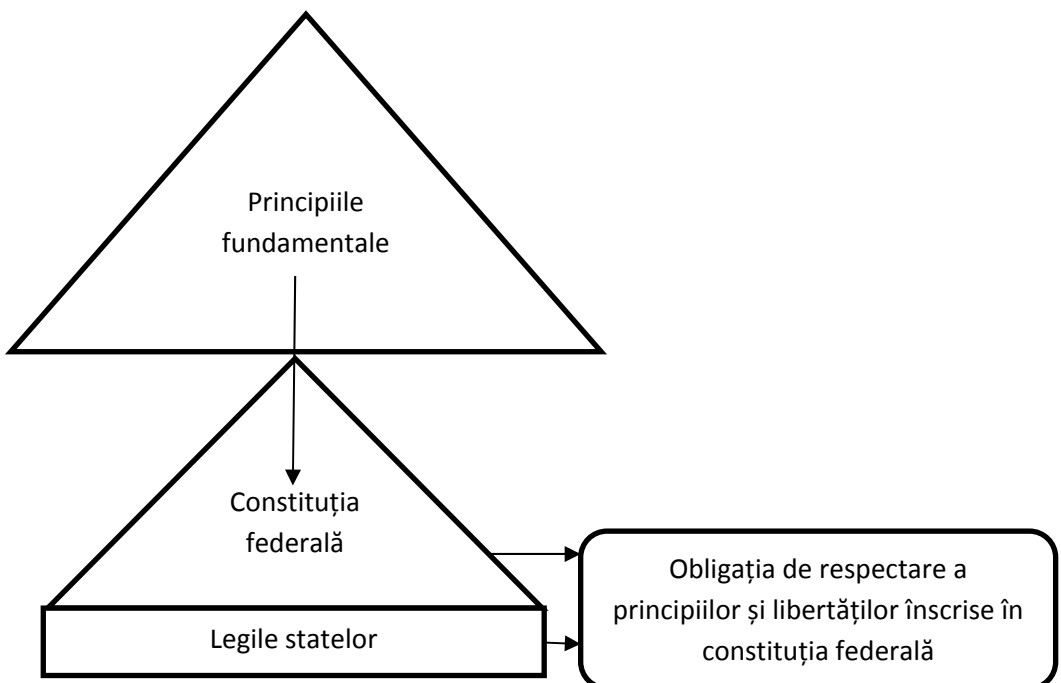 Principiile
fundamentale
Constituția
federală
Legile statelor
Obligația de respectare a
principiilor și libertăților înscrise în
constituția federală